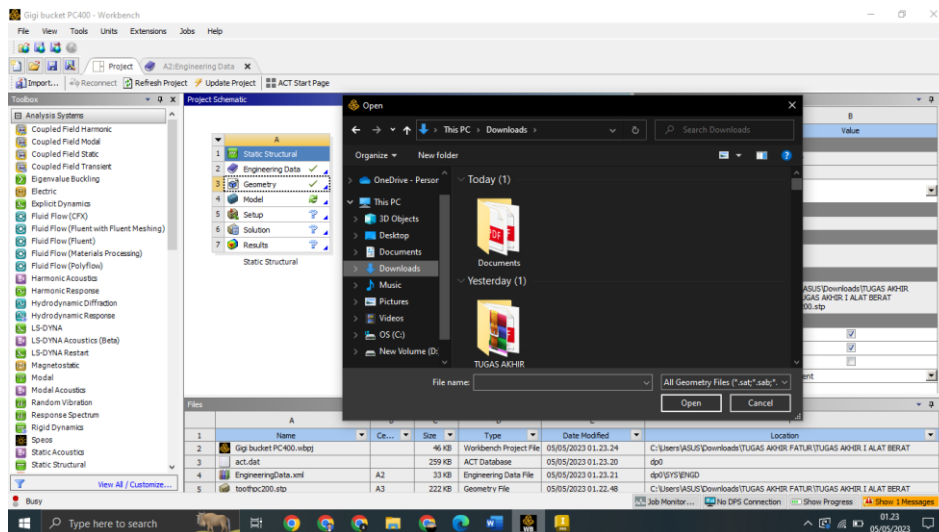 Gigi bucket PC400 - Workbench
File View Tools Units Extensions Jobs Help
Project A2:Engineering Data
Import... Reconnect Refresh Project Update Project ACT Start Page
Toolbox
Analysis Systems
Coupled Field Harmonic
Coupled Field Modal
Coupled Field Static
Coupled Field Transient
Eigenvalue Buckling
Electric
Explicit Dynamics
Fluid Flow (CFX)
Fluid Flow (Fluent with Fluent Meshing)
Fluid Flow (Fluent)
Fluid Flow (Materials Processing)
Fluid Flow (Polyflow)
Harmonic Acoustics
Harmonic Response
Hydrodynamic Diffraction
Hydrodynamic Response
LS-DYNA
LS-DYNA Acoustics (Beta)
LS-DYNA Restart
Magnetostatic
Modal
Modal Acoustics
Random Vibration
Response Spectrum
Rigid Dynamics
Speos
Static Acoustics
Static Structural
View All / Customize...
Busy
Project Schematic
A
1 Static Structural
2 Engineering Data
3 Geometry
4 Model
5 Setup
6 Solution
7 Results
Static Structural
Open
This PC > Downloads >
Search Downloads
Organize New folder
OneDrive - Person
This PC
3D Objects
Desktop
Documents
Downloads
Music
Pictures
Videos
OS (C:)
New Volume (D:
Today (1)
PDF
Documents
Yesterday (1)
TUGAS AKHIR
File name:
All Geometry Files (*.sat;*.sab;*.
Open Cancel
B
Value
ASUS\Downloads\TUGAS AKHIR
UGAS AKHIR I ALAT BERAT
00.stp
ent
Files
A
1 Name Ce... Size Type Date Modified Location
2 Gigi bucket PC400.wbpj 46 KB Workbench Project File 05/05/2023 01.23.24 C:\Users\ASUS\Downloads\TUGAS AKHIR FATUR\TUGAS AKHIR I ALAT BERAT
3 act.dat 259 KB ACT Database 05/05/2023 01.23.20 dp0
4 EngineeringData.xml A2 33 KB Engineering Data File 05/05/2023 01.23.21 dp0\SYS\ENGD
5 toothpc200.stp A3 222 KB Geometry File 05/05/2023 01.22.48 C:\Users\ASUS\Downloads\TUGAS AKHIR FATUR\TUGAS AKHIR I ALAT BERAT
Job Monitor... No DPS Connection Show Progress Show 1 Messages
Type here to search
WB
01.23
05/05/2023